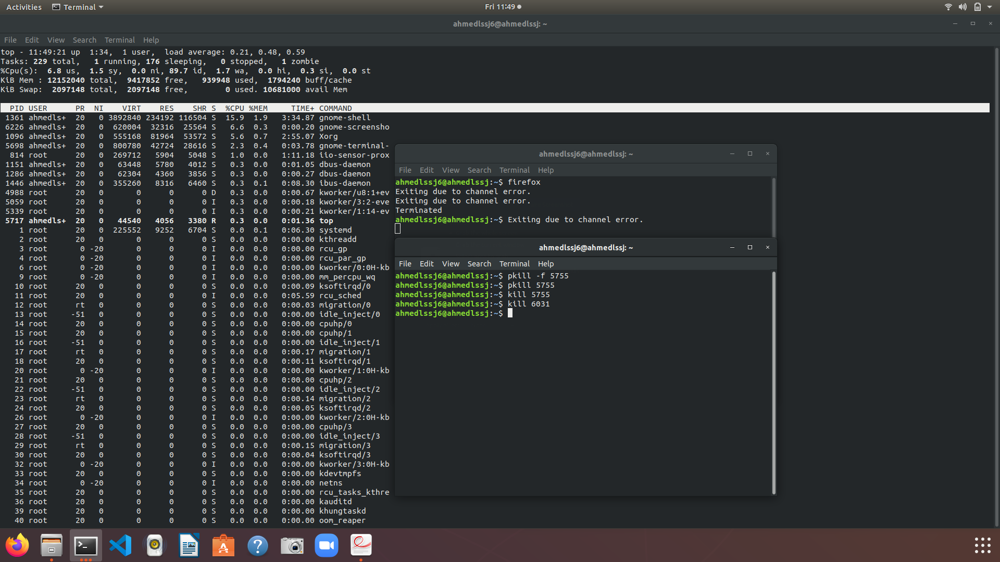 Activities Terminal Fri 11:49
ahmedlssj6@ahmedlssj: ~
File Edit View Search Terminal Help
top - 11:49:21 up  1:34,  1 user,  load average: 0.21, 0.48, 0.59
Tasks: 229 total,   1 running, 176 sleeping,   0 stopped,   1 zombie
%Cpu(s):  6.8 us,  1.5 sy,  0.0 ni, 89.7 id,  1.7 wa,  0.0 hi,  0.3 si,  0.0 st
KiB Mem : 12152040 total,  9417852 free,   939948 used,  1794240 buff/cache
KiB Swap:  2097148 total,  2097148 free,        0 used. 10681000 avail Mem
PID USER PR NI VIRT RES SHR S %CPU %MEM TIME+ COMMAND
1361 ahmedls+ 20 0 3892840 234192 116504 S 15.9 1.9 3:34.87 gnome-shell
6226 ahmedls+ 20 0 620004 32316 25564 S 6.6 0.3 0:00.20 gnome-screensho
1096 ahmedls+ 20 0 555168 81964 53572 S 5.6 0.7 2:55.07 Xorg
5698 ahmedls+ 20 0 800780 42724 28616 S 2.3 0.4 0:03.78 gnome-terminal-
814 root 20 0 269712 5904 5048 S 1.0 0.0 1:11.18 iio-sensor-prox
1151 ahmedls+ 20 0 63448 5780 4012 S 0.3 0.0 0:01.05 dbus-daemon
1286 ahmedls+ 20 0 62304 4360 3856 S 0.3 0.0 0:00.27 dbus-daemon
1446 ahmedls+ 20 0 355260 8316 6460 S 0.3 0.1 0:08.30 ibus-daemon
4988 root 20 0 0 0 0 D 0.3 0.0 0:00.67 kworker/u8:1+ev
5059 root 20 0 0 0 0 I 0.3 0.0 0:00.18 kworker/3:2-eve
5339 root 20 0 0 0 0 I 0.3 0.0 0:00.21 kworker/1:14-ev
5717 ahmedls+ 20 0 44540 4056 3380 R 0.3 0.0 0:01.36 top
1 root 20 0 225552 9252 6704 S 0.0 0.1 0:06.30 systemd
2 root 20 0 0 0 0 S 0.0 0.0 0:00.00 kthreadd
3 root 0 -20 0 0 0 I 0.0 0.0 0:00.00 rcu_gp
4 root 0 -20 0 0 0 I 0.0 0.0 0:00.00 rcu_par_gp
6 root 0 -20 0 0 0 I 0.0 0.0 0:00.00 kworker/0:0H-kb
9 root 0 -20 0 0 0 I 0.0 0.0 0:00.00 mm_percpu_wq
10 root 20 0 0 0 0 S 0.0 0.0 0:00.09 ksoftirqd/0
11 root 20 0 0 0 0 I 0.0 0.0 0:05.59 rcu_sched
12 root rt 0 0 0 0 S 0.0 0.0 0:00.03 migration/0
13 root -51 0 0 0 0 S 0.0 0.0 0:00.00 idle_inject/0
14 root 20 0 0 0 0 S 0.0 0.0 0:00.00 cpuhp/0
15 root 20 0 0 0 0 S 0.0 0.0 0:00.00 cpuhp/1
16 root -51 0 0 0 0 S 0.0 0.0 0:00.00 idle_inject/1
17 root rt 0 0 0 0 S 0.0 0.0 0:00.17 migration/1
18 root 20 0 0 0 0 S 0.0 0.0 0:00.11 ksoftirqd/1
20 root 0 -20 0 0 0 I 0.0 0.0 0:00.00 kworker/1:0H-kb
21 root 20 0 0 0 0 S 0.0 0.0 0:00.00 cpuhp/2
22 root -51 0 0 0 0 S 0.0 0.0 0:00.00 idle_inject/2
23 root rt 0 0 0 0 S 0.0 0.0 0:00.14 migration/2
24 root 20 0 0 0 0 S 0.0 0.0 0:00.05 ksoftirqd/2
26 root 0 -20 0 0 0 I 0.0 0.0 0:00.00 kworker/2:0H-kb
27 root 20 0 0 0 0 S 0.0 0.0 0:00.00 cpuhp/3
28 root -51 0 0 0 0 S 0.0 0.0 0:00.00 idle_inject/3
29 root rt 0 0 0 0 S 0.0 0.0 0:00.15 migration/3
30 root 20 0 0 0 0 S 0.0 0.0 0:00.04 ksoftirqd/3
32 root 0 -20 0 0 0 I 0.0 0.0 0:00.00 kworker/3:0H-kb
33 root 20 0 0 0 0 S 0.0 0.0 0:00.00 kdevtmpfs
34 root 0 -20 0 0 0 I 0.0 0.0 0:00.00 netns
35 root 20 0 0 0 0 S 0.0 0.0 0:00.00 rcu_tasks_kthre
36 root 20 0 0 0 0 S 0.0 0.0 0:00.00 kauditd
39 root 20 0 0 0 0 S 0.0 0.0 0:00.00 khungtaskd
40 root 20 0 0 0 0 S 0.0 0.0 0:00.00 oom_reaper
ahmedlssj6@ahmedlssj: ~
File Edit View Search Terminal Help
ahmedlssj6@ahmedlssj:~$ firefox
Exiting due to channel error.
Exiting due to channel error.
Terminated
ahmedlssj6@ahmedlssj:~$ Exiting due to channel error.
ahmedlssj6@ahmedlssj: ~
File Edit View Search Terminal Help
ahmedlssj6@ahmedlssj:~$ pkill -f 5755
ahmedlssj6@ahmedlssj:~$ pkill 5755
ahmedlssj6@ahmedlssj:~$ kill 5755
ahmedlssj6@ahmedlssj:~$ kill 6031
ahmedlssj6@ahmedlssj:~$